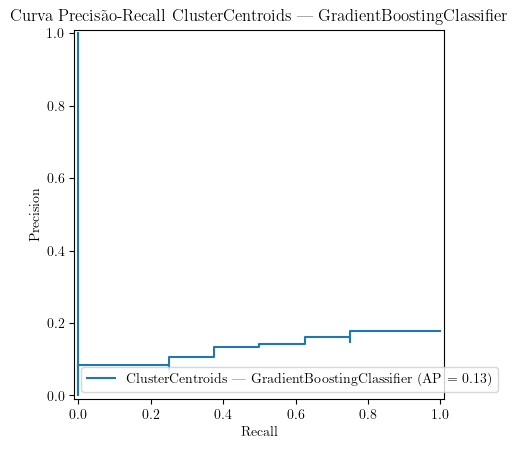 Curva Precisão-Recall ClusterCentroids — GradientBoostingClassifier
1.0
0.8
0.6
0.4
0.2
0.0
Precision
ClusterCentroids — GradientBoostingClassifier (AP = 0.13)
0.0 0.2 0.4 0.6 0.8 1.0
Recall